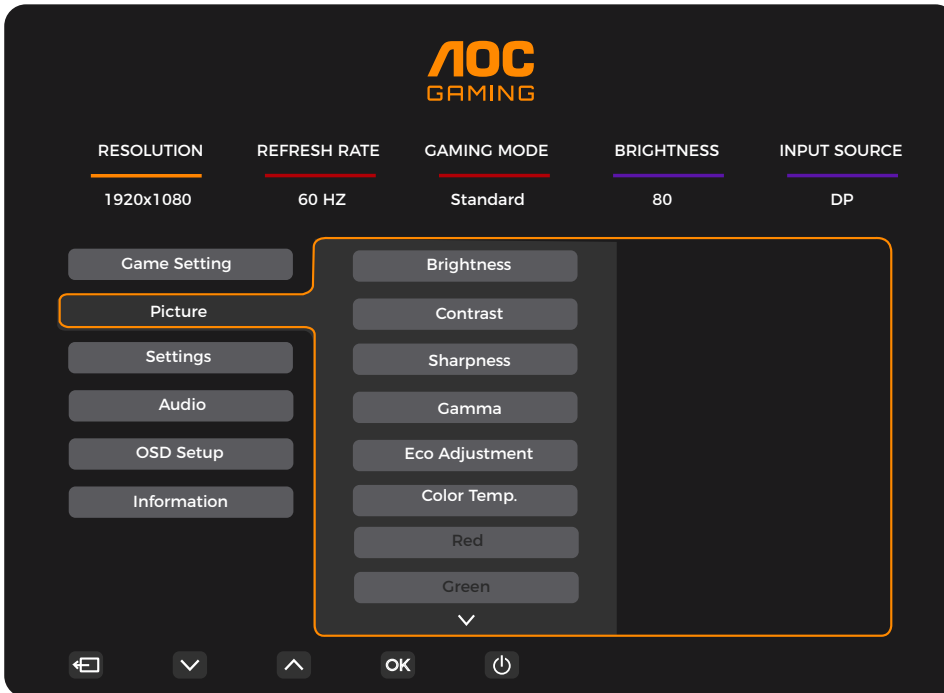 AOC
GAMING
RESOLUTION REFRESH RATE GAMING MODE BRIGHTNESS INPUT SOURCE
1920x1080 60 HZ Standard 80 DP
Game Setting
Picture
Settings
Audio
OSD Setup
Information
Brightness
Contrast
Sharpness
Gamma
Eco Adjustment
Color Temp.
Red
Green
OK